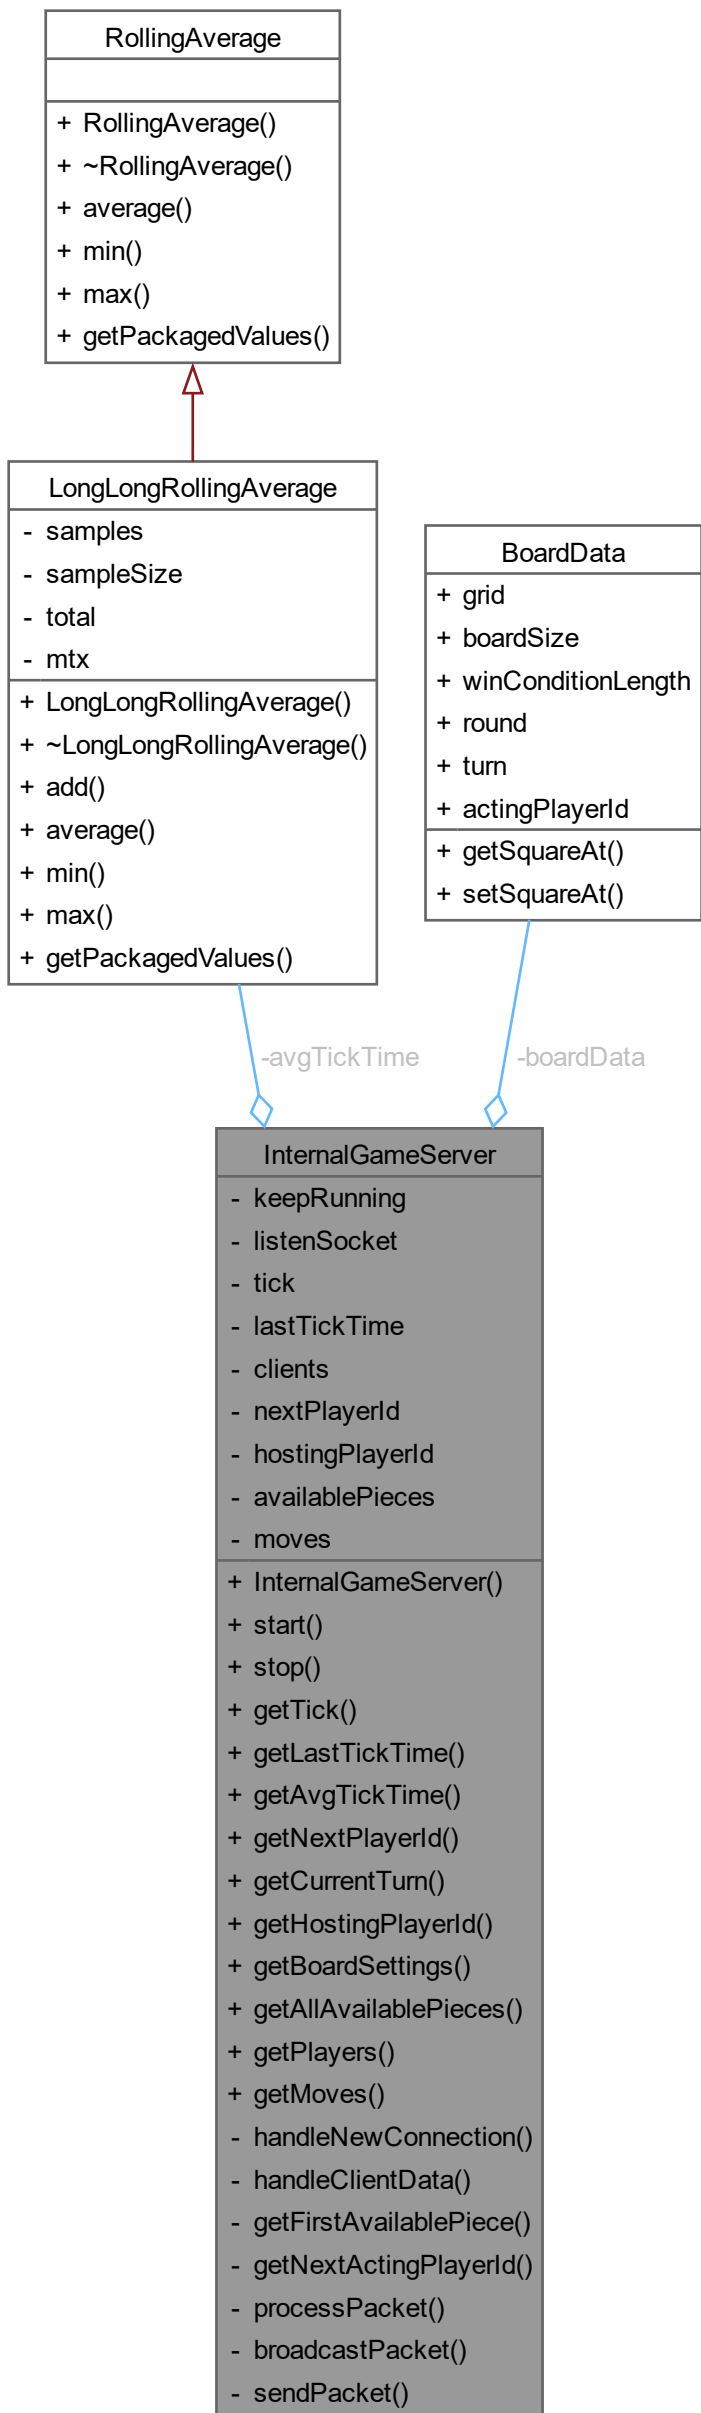 RollingAverage
+ RollingAverage()
+ ~RollingAverage()
+ average()
+ min()
+ max()
+ getPackagedValues()
LongLongRollingAverage
- samples
- sampleSize
- total
- mtx
+ LongLongRollingAverage()
+ ~LongLongRollingAverage()
+ add()
+ average()
+ min()
+ max()
+ getPackagedValues()
BoardData
+ grid
+ boardSize
+ winConditionLength
+ round
+ turn
+ actingPlayerId
+ getSquareAt()
+ setSquareAt()
-avgTickTime
-boardData
InternalGameServer
- keepRunning
- listenSocket
- tick
- lastTickTime
- clients
- nextPlayerId
- hostingPlayerId
- availablePieces
- moves
+ InternalGameServer()
+ start()
+ stop()
+ getTick()
+ getLastTickTime()
+ getAvgTickTime()
+ getNextPlayerId()
+ getCurrentTurn()
+ getHostingPlayerId()
+ getBoardSettings()
+ getAllAvailablePieces()
+ getPlayers()
+ getMoves()
- handleNewConnection()
- handleClientData()
- getFirstAvailablePiece()
- getNextActingPlayerId()
- processPacket()
- broadcastPacket()
- sendPacket()